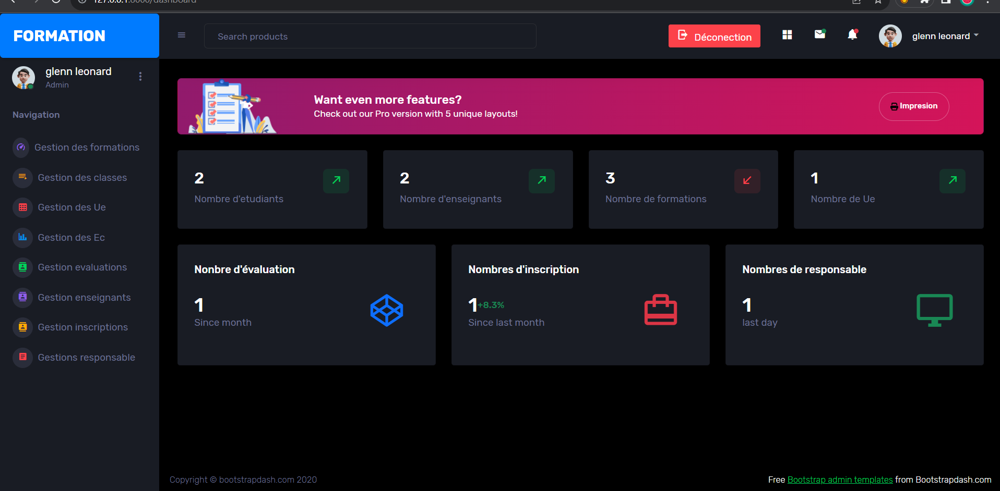 127.0.0.1:8000/dashboard
FORMATION
Search products
Déconection
glenn leonard
glenn leonard
Admin
Navigation
Gestion des formations
Gestion des classes
Gestion des Ue
Gestion des Ec
Gestion evaluations
Gestion enseignants
Gestion inscriptions
Gestions responsable
Want even more features?
Check out our Pro version with 5 unique layouts!
Impresion
2
Nombre d'etudiants
2
Nombre d'enseignants
3
Nombre de formations
1
Nombre de Ue
Nonbre d'évaluation
1
Since month
Nombres d'inscription
1+8.3%
Since last month
Nombres de responsable
1
last day
Copyright © bootstrapdash.com 2020
Free Bootstrap admin templates from Bootstrapdash.com